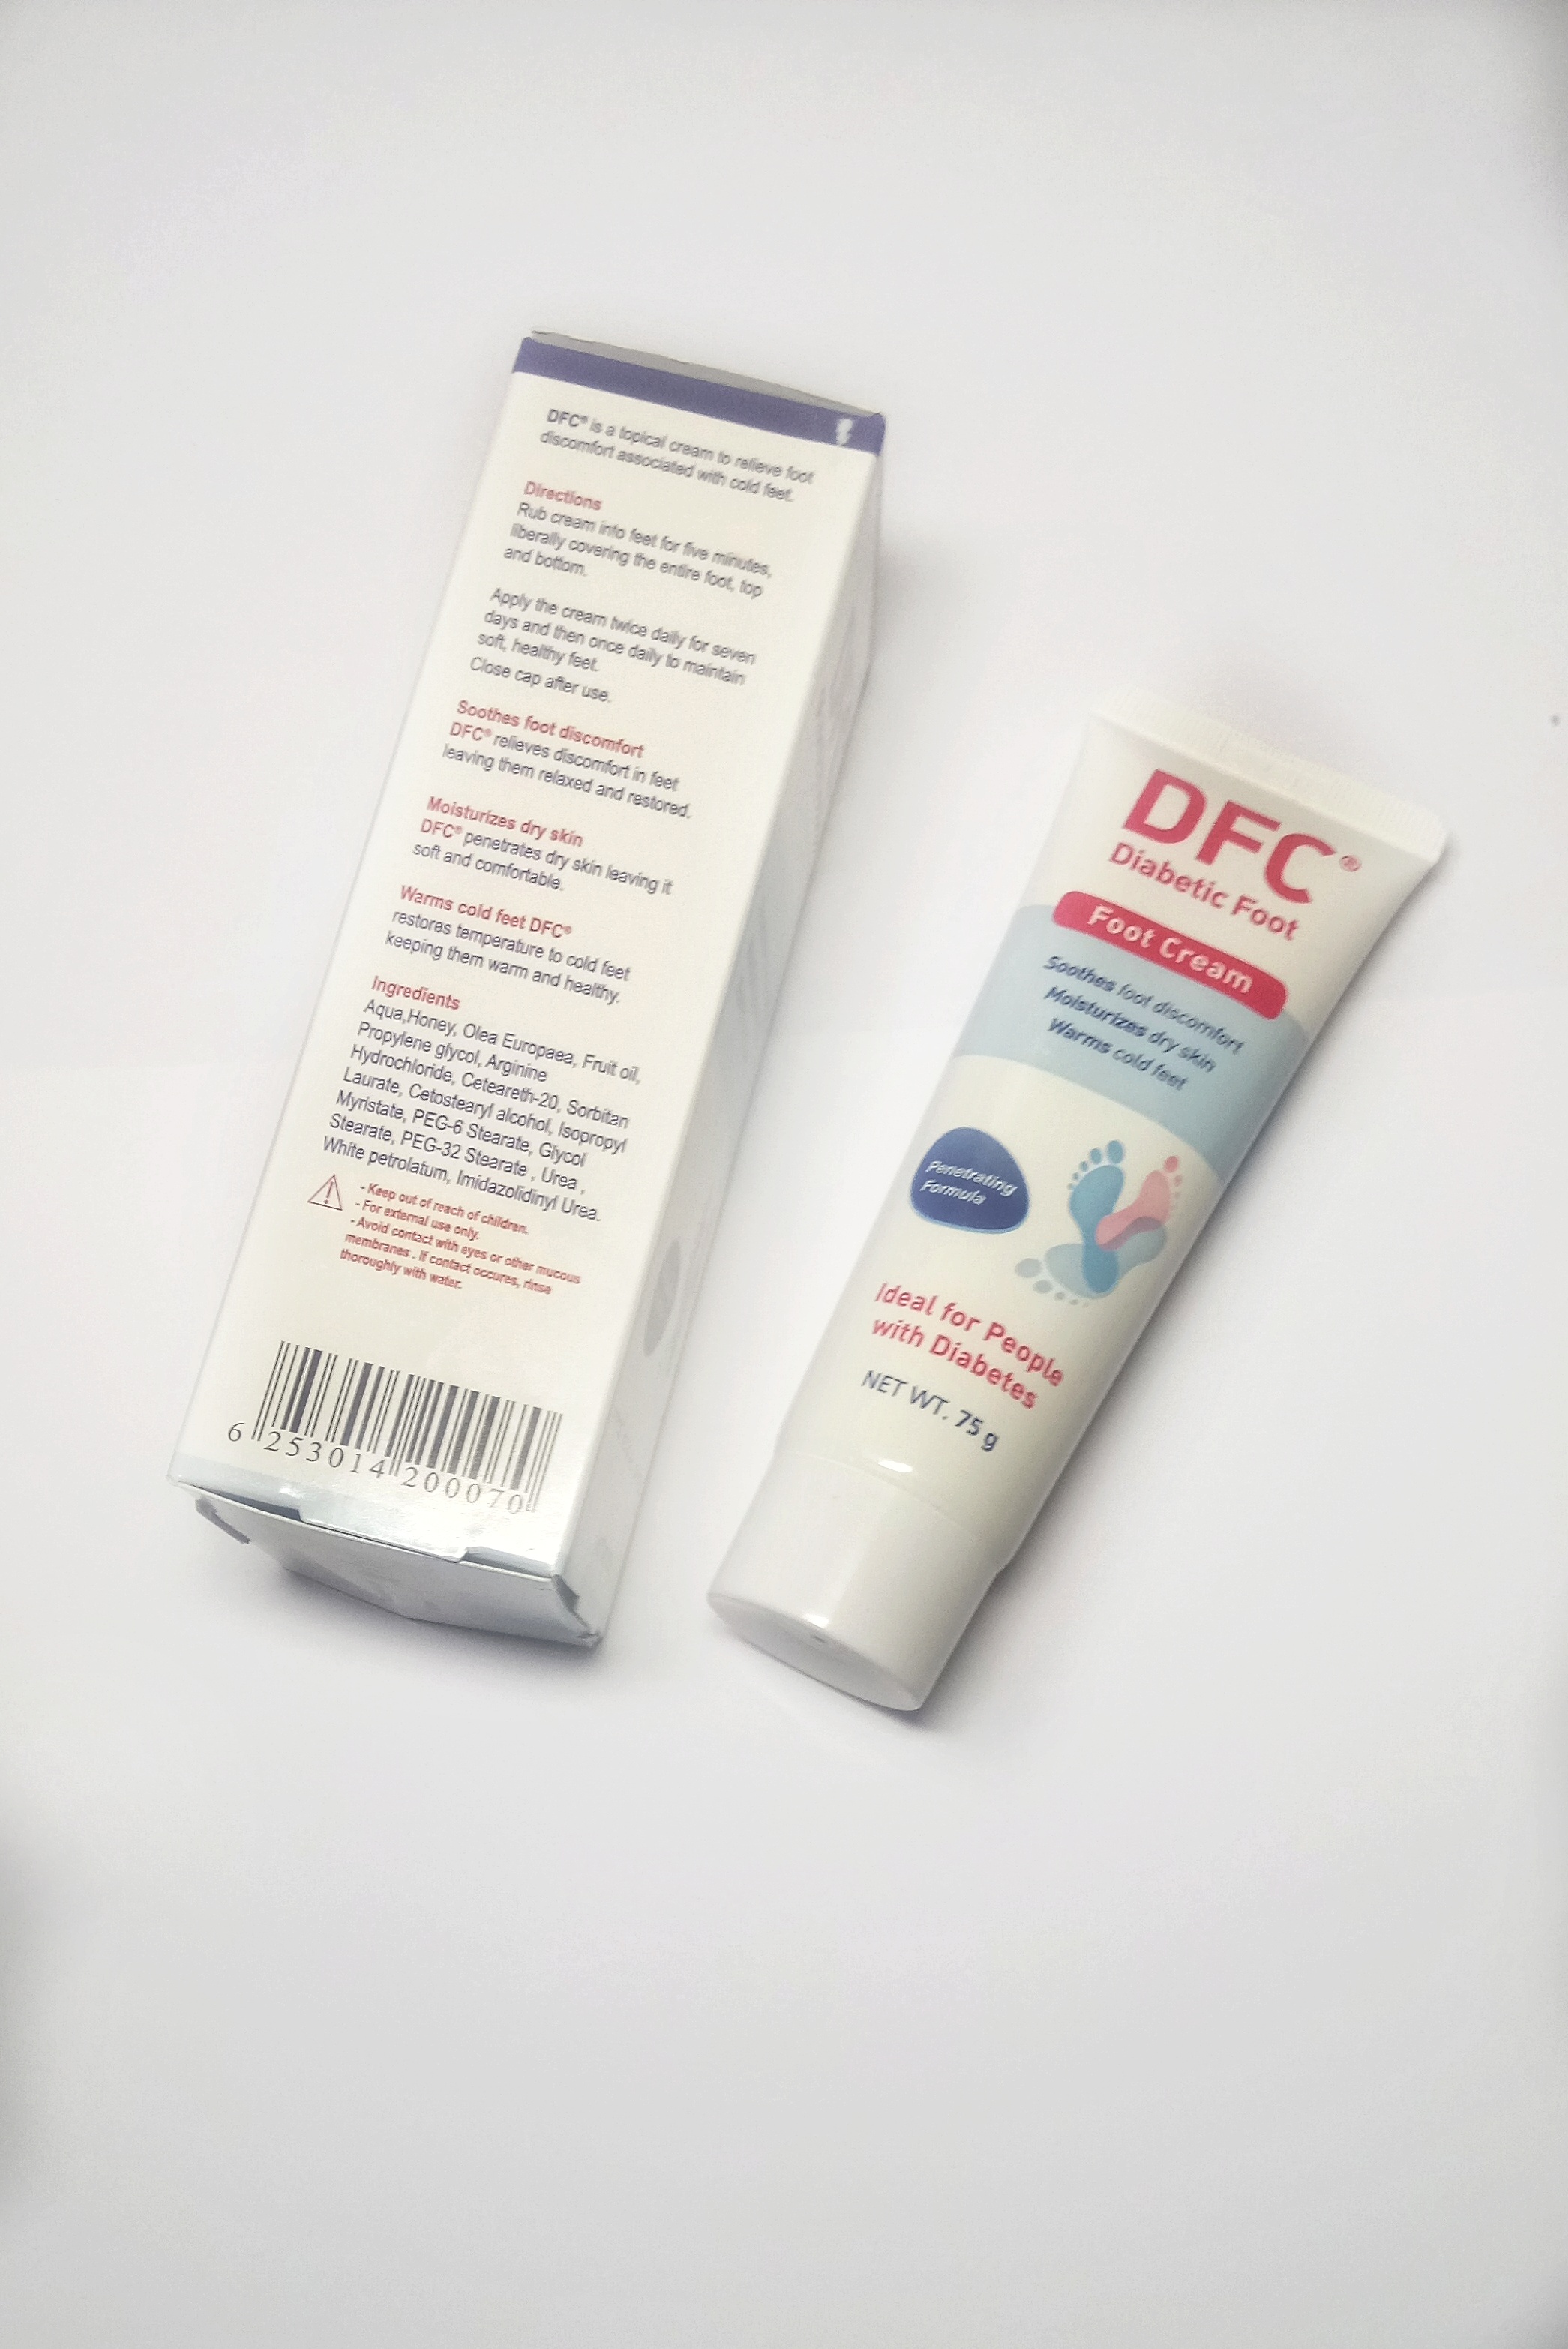 DFC® is a topical cream to relieve foot
discomfort associated with cold feet.
Directions
Rub cream into feet for five minutes,
liberally covering the entire foot, top
and bottom.
Apply the cream twice daily for seven
days and then once daily to maintain
soft, healthy feet.
Close cap after use.
Soothes foot discomfort
DFC® relieves discomfort in feet
leaving them relaxed and restored.
Moisturizes dry skin
DFC® penetrates dry skin leaving it
soft and comfortable.
Warms cold feet DFC®
restores temperature to cold feet
keeping them warm and healthy.
Ingredients
Aqua,Honey, Olea Europaea, Fruit oil,
Propylene glycol, Arginine
Hydrochloride, Ceteareth-20, Sorbitan
Laurate, Cetostearyl alcohol, Isopropyl
Myristate, PEG-6 Stearate, Glycol
Stearate, PEG-32 Stearate , Urea ,
White petrolatum, Imidazolidinyl Urea.
- Keep out of reach of children.
- For external use only.
- Avoid contact with eyes or other mucous
membranes . If contact occures, rinse
thoroughly with water.
6 253014 200070
DFC®
Diabetic Foot
Foot Cream
Soothes foot discomfort
Moisturizes dry skin
Warms cold feet
Penetrating
Formula
Ideal for People
with Diabetes
NET WT. 75 g